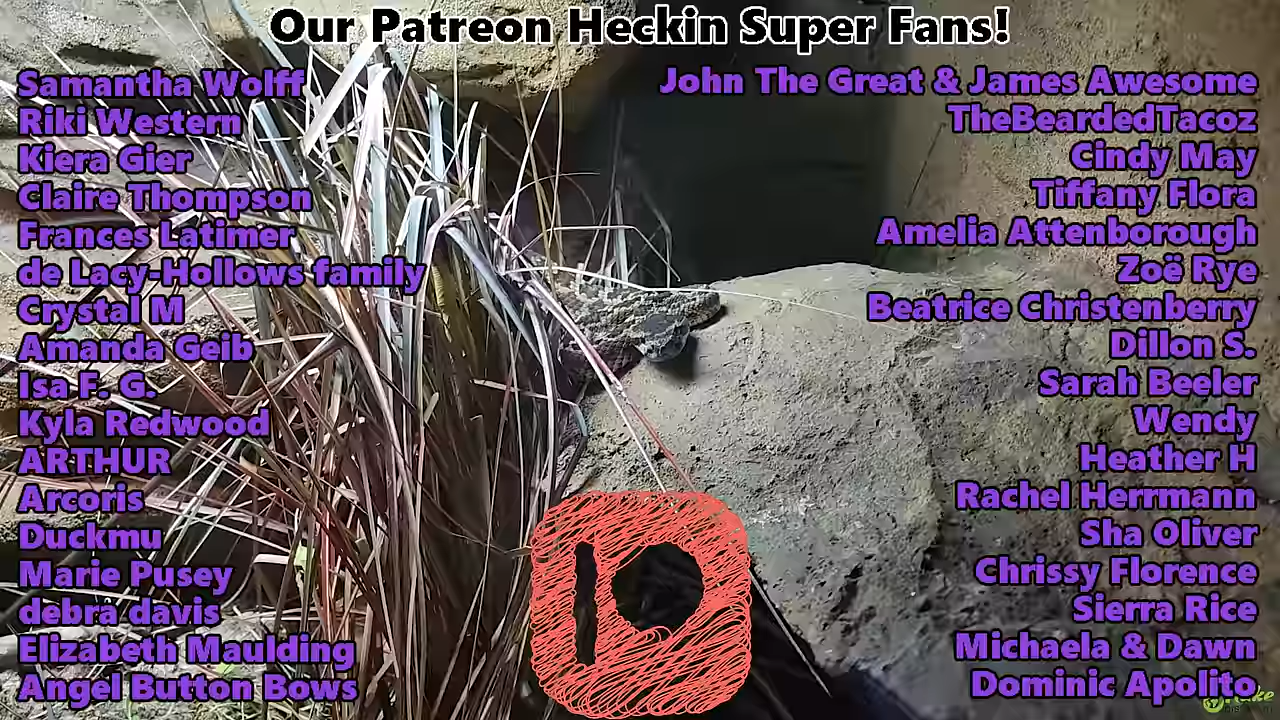 Our Patreon Heckin Super Fans!
Samantha Wolff
Riki Western
Kiera Gier
Claire Thompson
Frances Latimer
de Lacy-Hollows family
Crystal M
Amanda Geib
Isa F. G.
Kyla Redwood
ARTHUR
Arcoris
Duckmu
Marie Pusey
debra davis
Elizabeth Maulding
Angel Button Bows
John The Great & James Awesome
TheBeardedTacoz
Cindy May
Tiffany Flora
Amelia Attenborough
Zoë Rye
Beatrice Christenberry
Dillon S.
Sarah Beeler
Wendy
Heather H
Rachel Herrmann
Sha Oliver
Chrissy Florence
Sierra Rice
Michaela & Dawn
Dominic Apolito